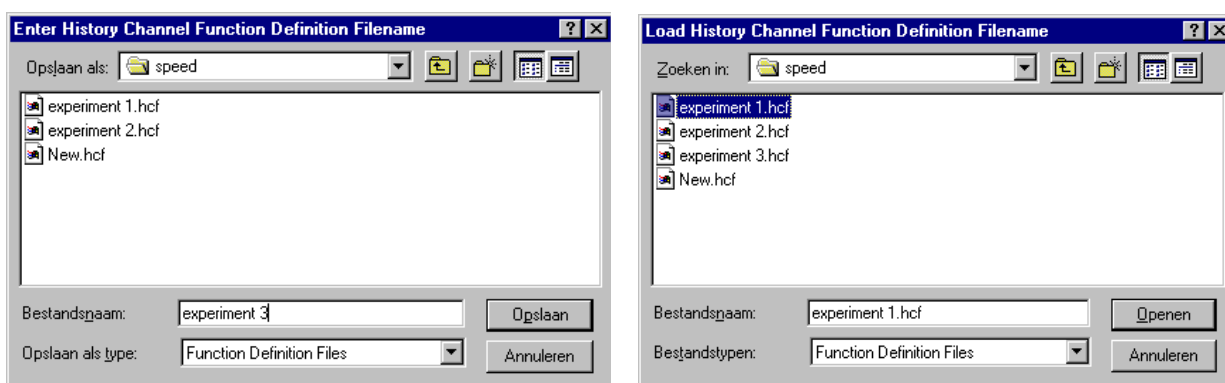 Enter History Channel Function Definition Filename
Opslaan als: speed
experiment 1.hcf
experiment 2.hcf
New.hcf
Bestandsnaam: experiment 3 Opslaan
Opslaan als type: Function Definition Files Annuleren
Load History Channel Function Definition Filename
Zoeken in: speed
experiment 1.hcf
experiment 2.hcf
experiment 3.hcf
New.hcf
Bestandsnaam: experiment 1.hcf Openen
Bestandstypen: Function Definition Files Annuleren